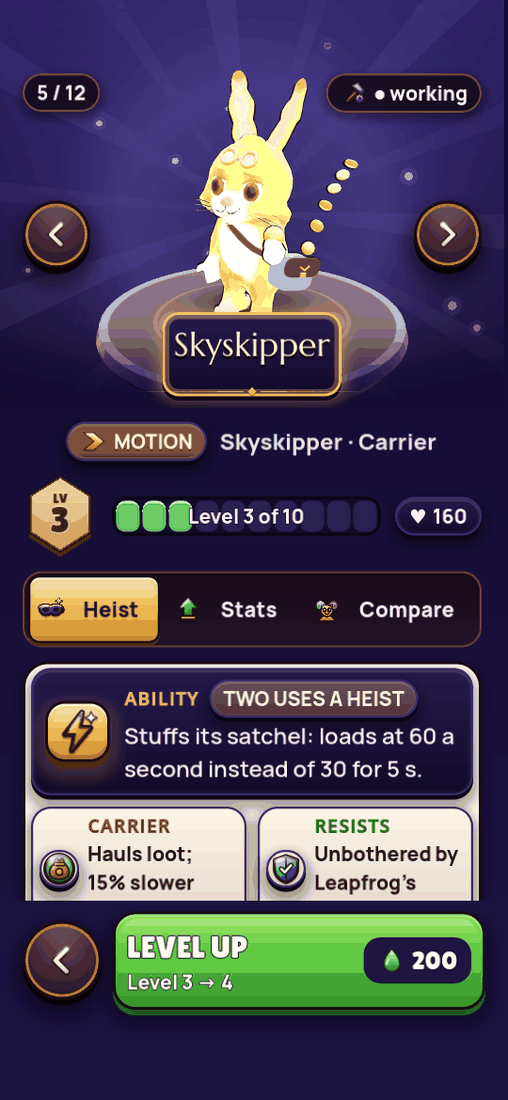 5 / 12
working
Skyskipper
MOTION
Skyskipper · Carrier
LV
3
Level 3 of 10
♥ 160
Heist
Stats
Compare
ABILITY
TWO USES A HEIST
Stuffs its satchel: loads at 60 a
second instead of 30 for 5 s.
CARRIER
Hauls loot;
15% slower
RESISTS
Unbothered by
Leapfrog's
LEVEL UP
Level 3 → 4
200